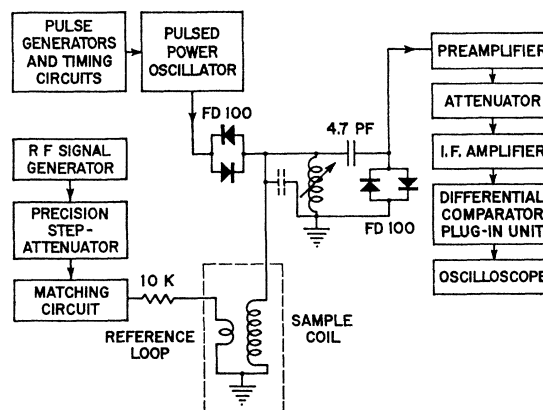 PULSE
GENERATORS
AND TIMING
CIRCUITS
PULSED
POWER
OSCILLATOR
FD 100
4.7 PF
PREAMPLIFIER
ATTENUATOR
I.F. AMPLIFIER
DIFFERENTIAL
COMPARATOR
PLUG-IN UNIT
OSCILLOSCOPE
FD 100
R F SIGNAL
GENERATOR
PRECISION
STEP-
ATTENUATOR
MATCHING
CIRCUIT
10 K
REFERENCE
LOOP
SAMPLE
COIL